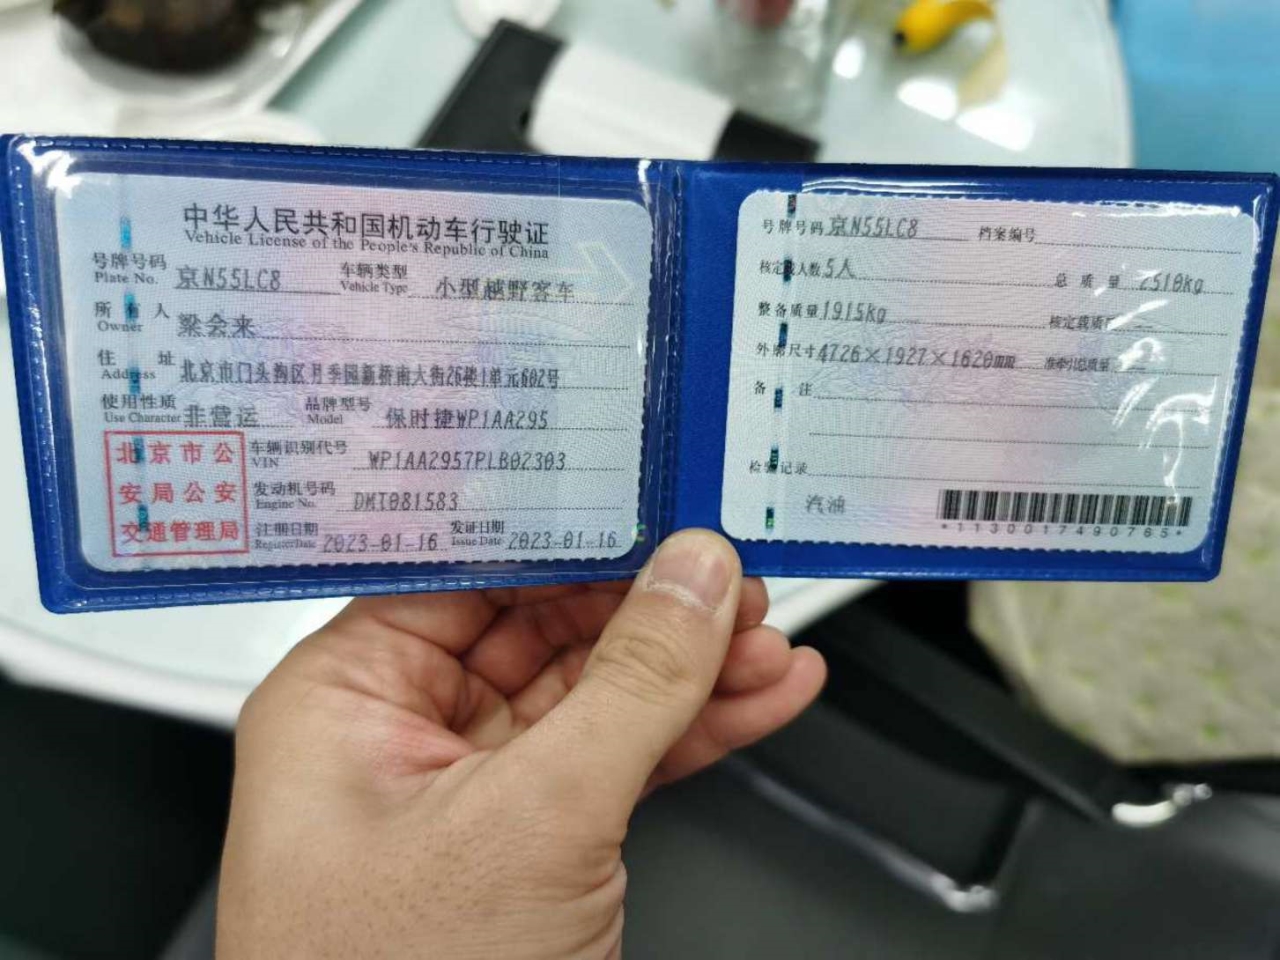 中华人民共和国机动车行驶证
Vehicle License of the People's Republic of China
号牌号码 Plate No. 京N55LC8 车辆类型 Vehicle Type 小型越野客车
所有人 Owner 梁会来
住址 Address 北京市门头沟区月季园新桥南大街26楼1单元602号
使用性质 Use Character 非营运 品牌型号 Model 保时捷WP1AA295
北京市公
安局公安
交通管理局
车辆识别代号 VIN WP1AA2957PLB02303
发动机号码 Engine No. DMT081583
注册日期 Register Date 2023-01-16 发证日期 Issue Date 2023-01-16
号牌号码 京N55LC8 档案编号
核定载人数 5人 总质量 2510kg
整备质量 1915kg 核定载质量 --
外廓尺寸 4726×1927×1620mm 准牵引总质量 --
备注
检验记录
汽油
*1130017490765*